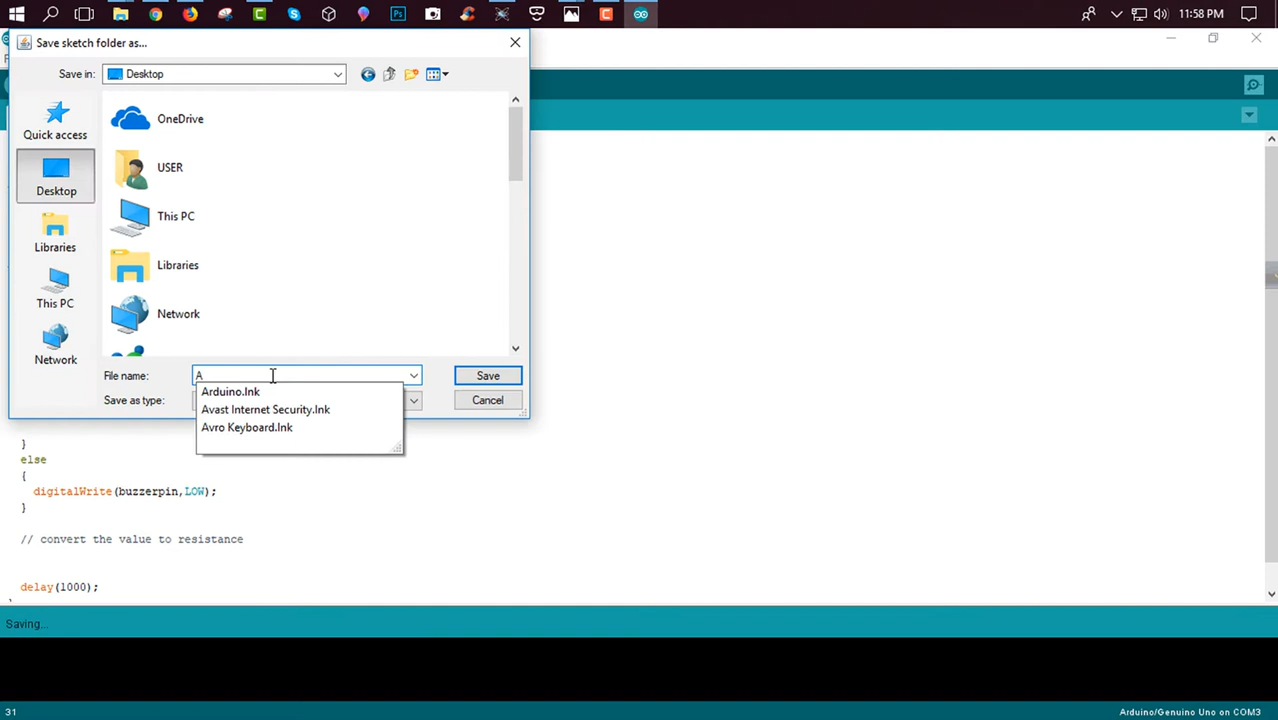 11:58 PM
Save sketch folder as...
Save in:
Desktop
Quick access
Desktop
Libraries
This PC
Network
OneDrive
USER
This PC
Libraries
Network
File name:
A
Save
Save as type:
Cancel
Arduino.lnk
Avast Internet Security.lnk
Avro Keyboard.lnk
}
else
{
digitalWrite(buzzerpin,LOW);
}
// convert the value to resistance
delay(1000);
Saving...
31
Arduino/Genuino Uno on COM3